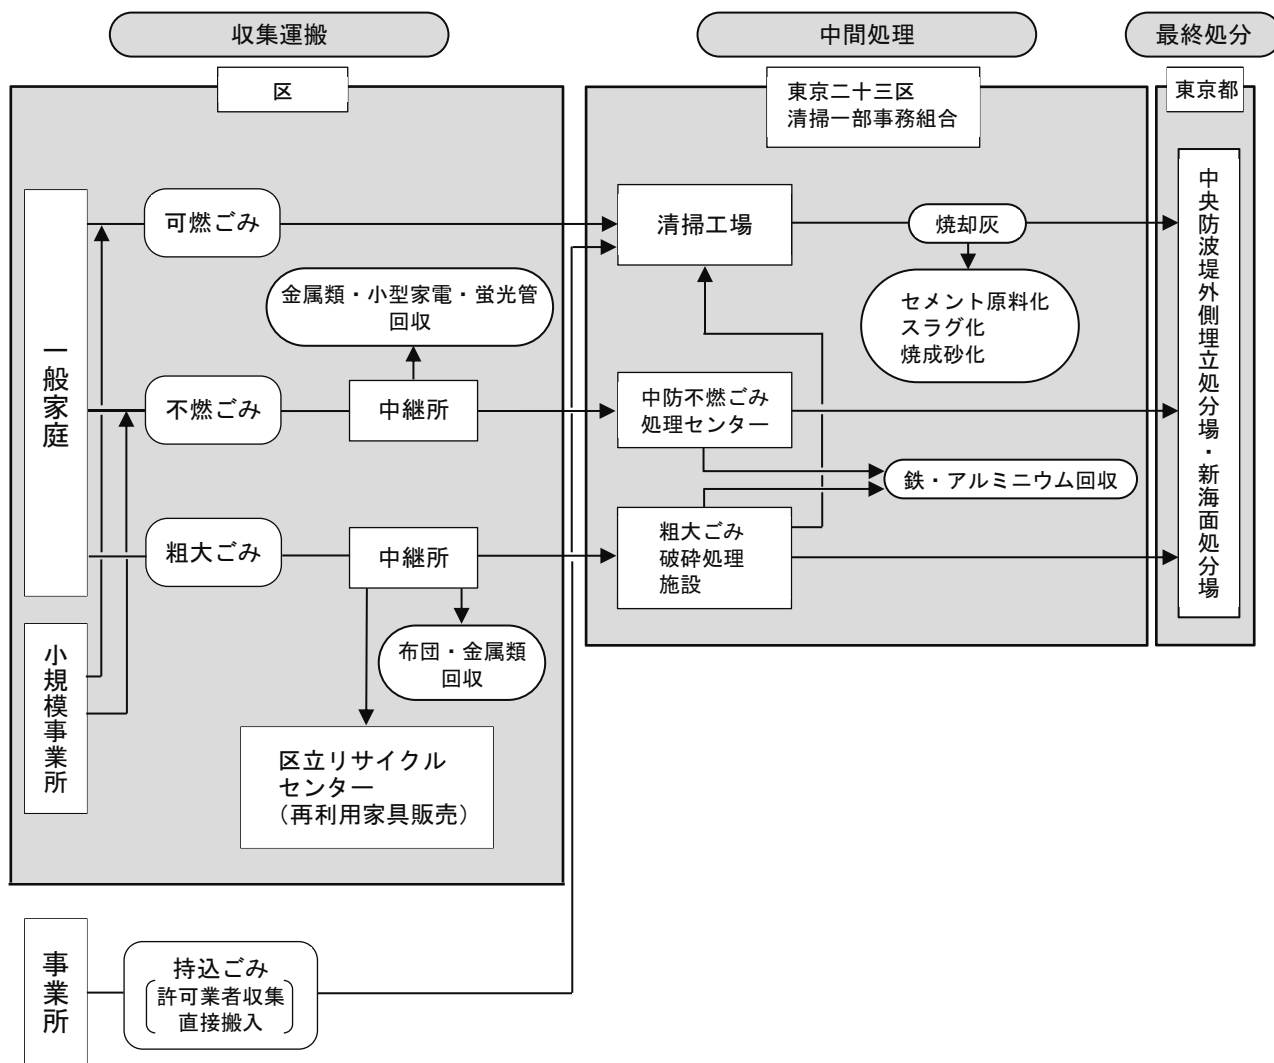 収集運搬
中間処理
最終処分
区
東京二十三区
清掃一部事務組合
東京都
一般家庭
可燃ごみ
清掃工場
焼却灰
中央防波堤外側埋立処分場・新海面処分場
金属類・小型家電・蛍光管
回収
セメント原料化
スラグ化
焼成砂化
不燃ごみ
中継所
中防不燃ごみ
処理センター
鉄・アルミニウム回収
粗大ごみ
中継所
粗大ごみ
破砕処理
施設
小規模事業所
布団・金属類
回収
区立リサイクル
センター
（再利用家具販売）
事業所
持込ごみ
許可業者収集
直接搬入